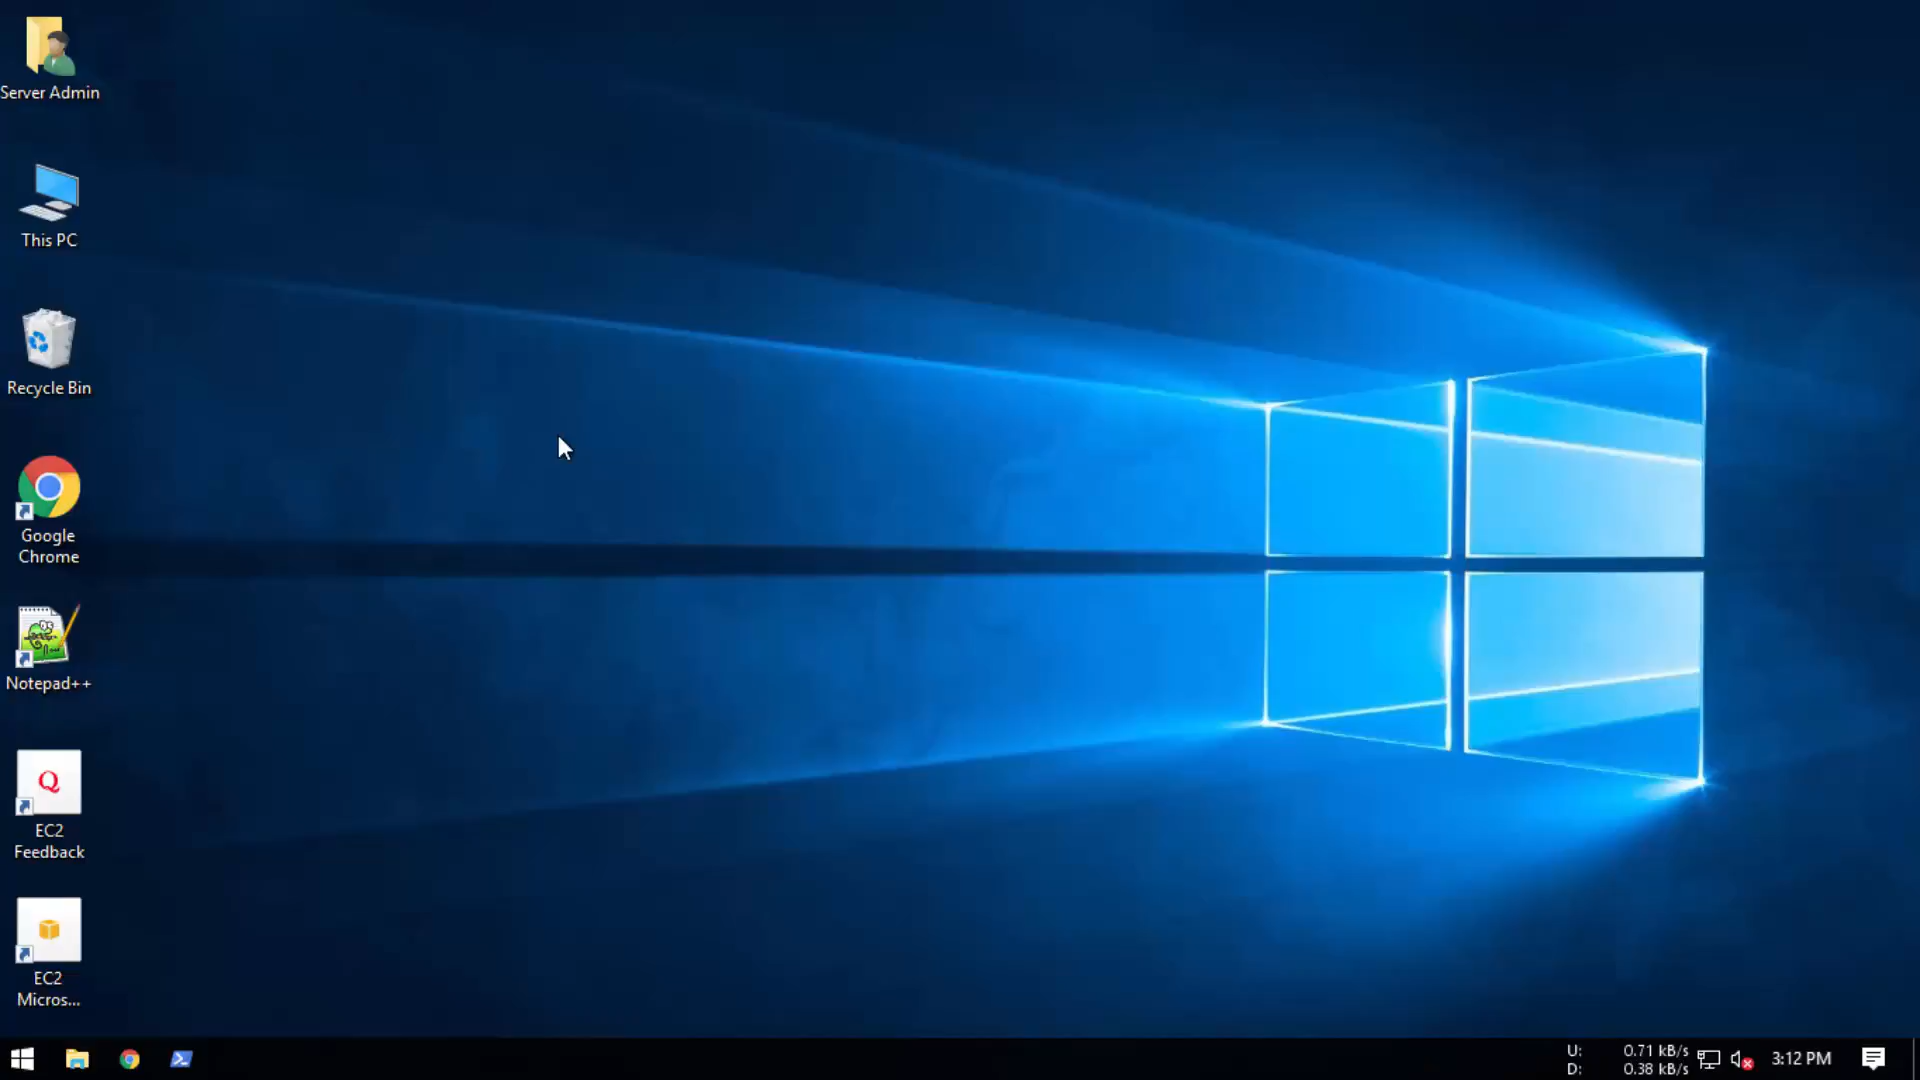 Server Admin
This PC
Recycle Bin
Google
Chrome
Notepad++
Q
EC2
Feedback
EC2
Micros...
U: 0.71 kB/s
D: 0.38 kB/s
3:12 PM